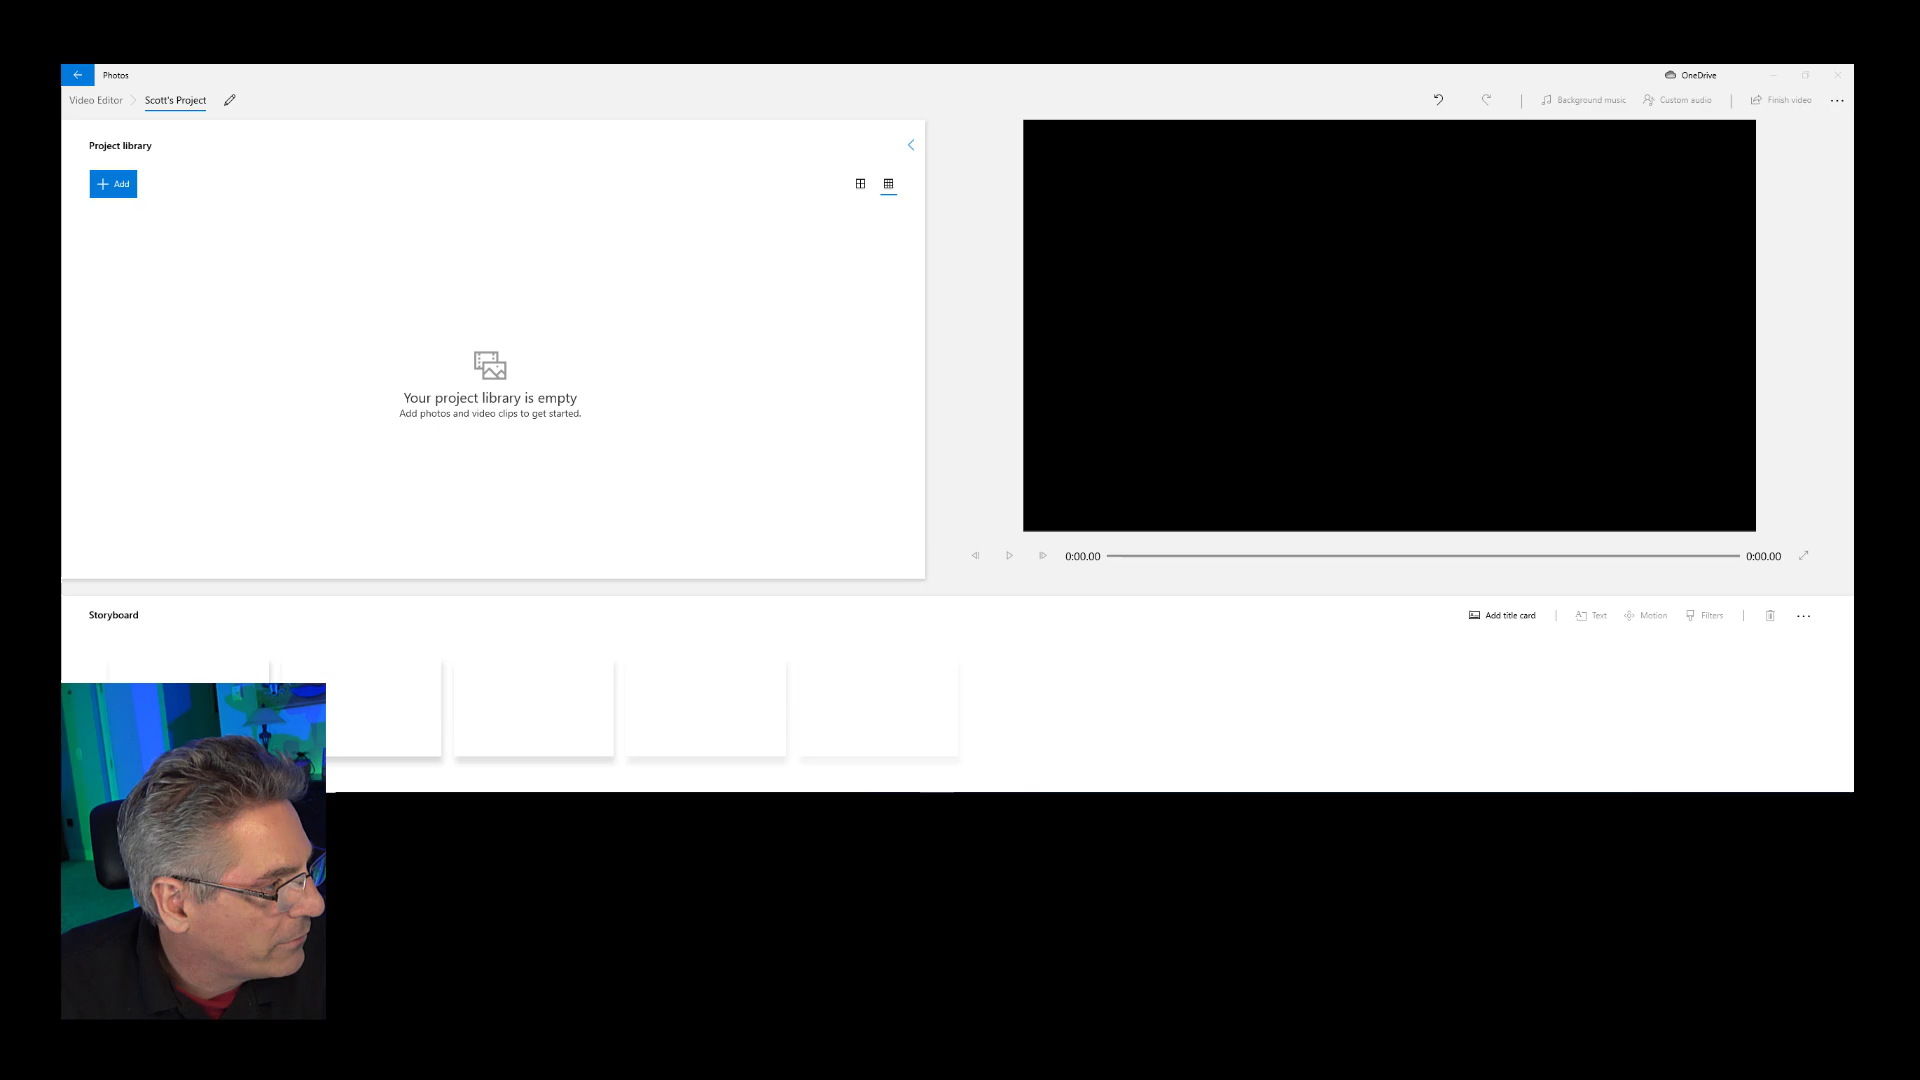 Photos
OneDrive
Video Editor
Scott's Project
Background music
Custom audio
Finish video
Project library
Add
Your project library is empty
Add photos and video clips to get started.
0:00.00
0:00.00
Storyboard
Add title card
Text
Motion
Filters